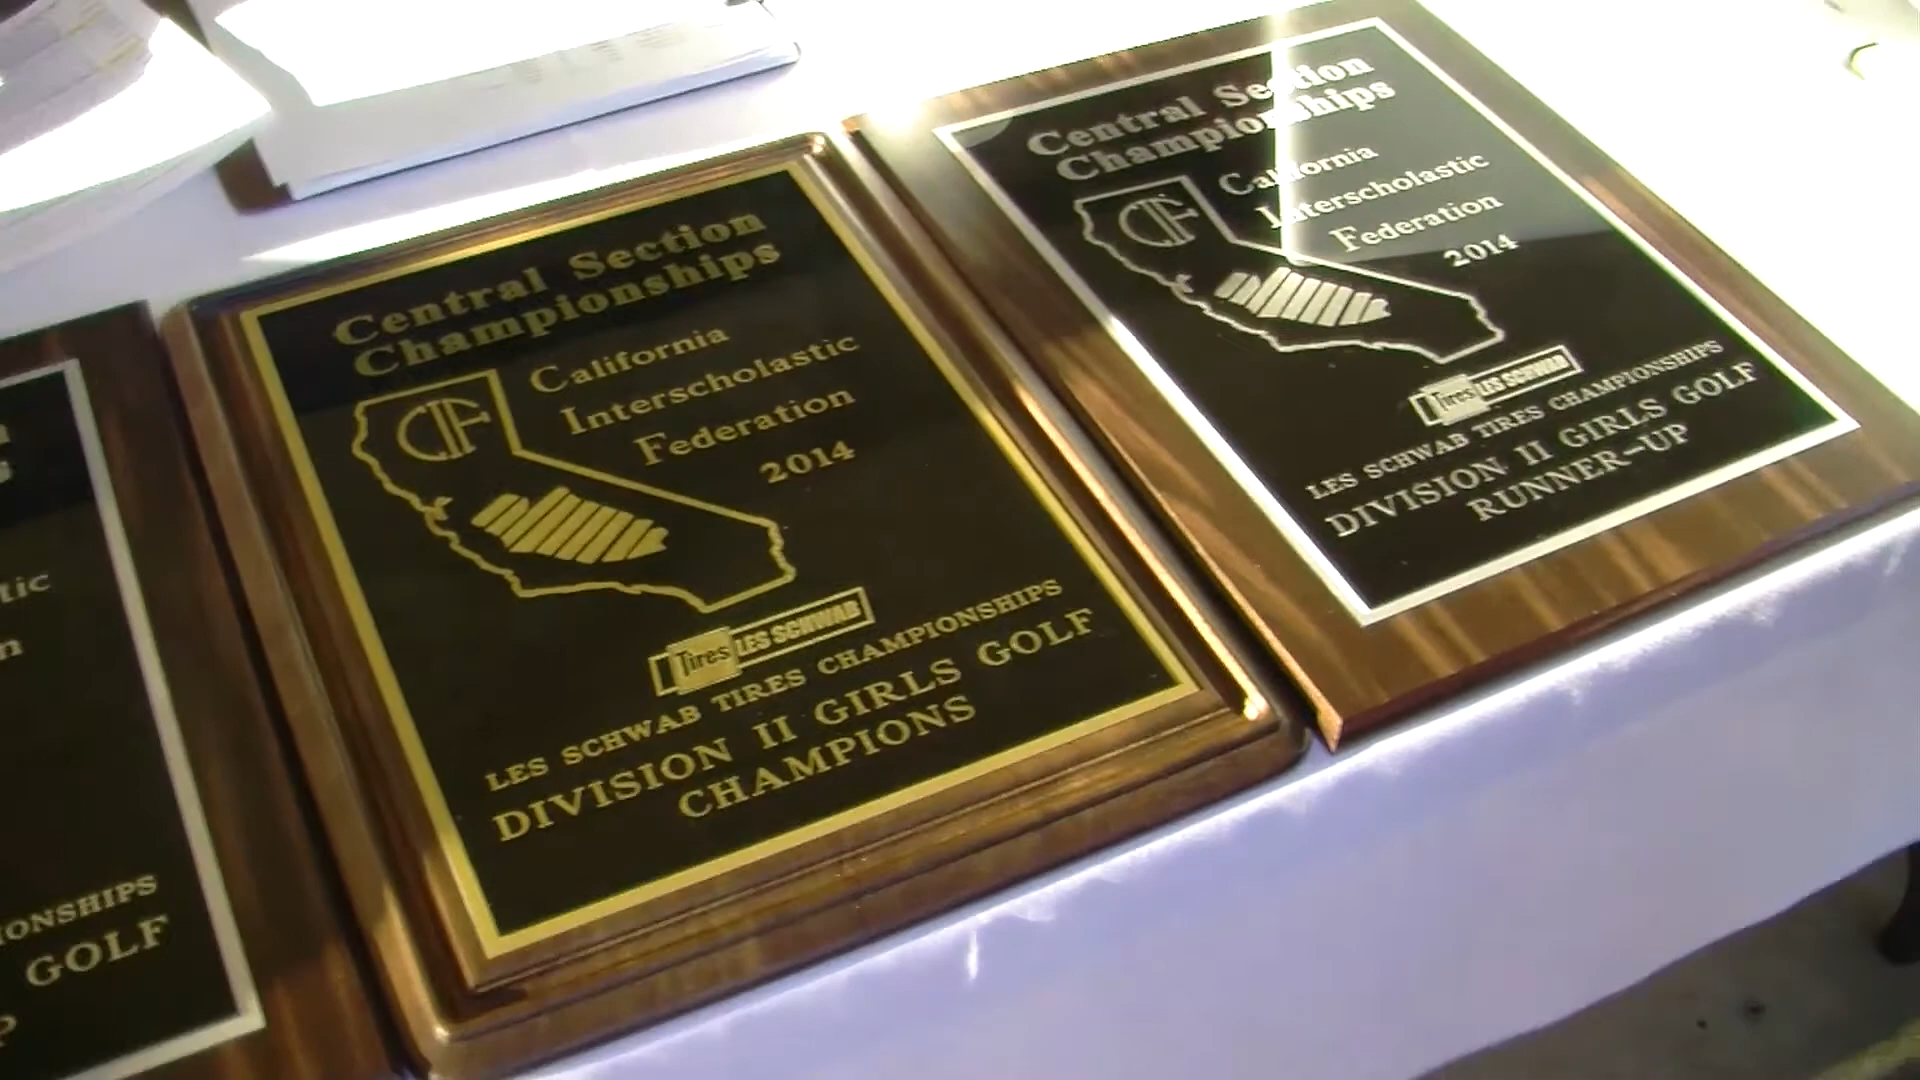 Central Section
Championships
CIF
California
Interscholastic
Federation
2014
Tires LES SCHWAB
LES SCHWAB TIRES CHAMPIONSHIPS
DIVISION II GIRLS GOLF
CHAMPIONS
Central Section
Championships
CIF
California
Interscholastic
Federation
2014
Tires LES SCHWAB
LES SCHWAB TIRES CHAMPIONSHIPS
DIVISION II GIRLS GOLF
RUNNER-UP
GOLF